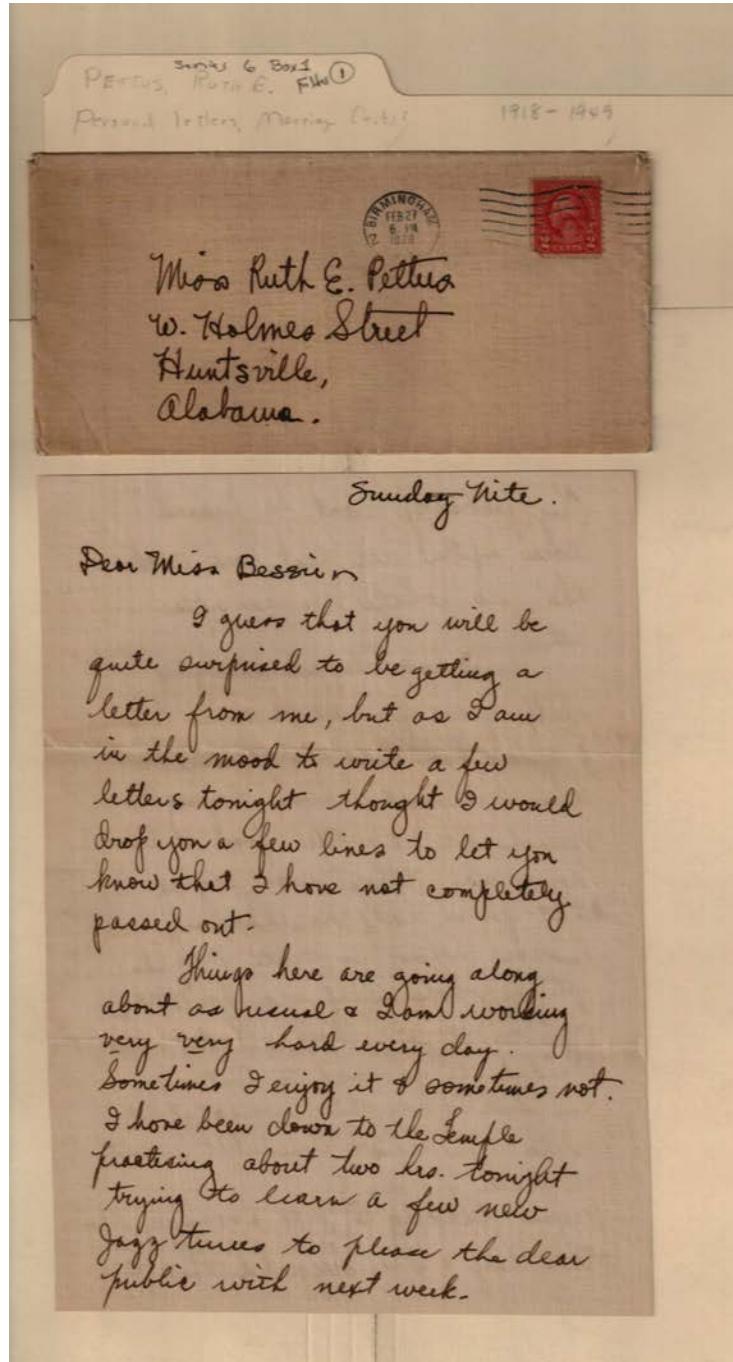 Series 6 Box 1
Pettus, Ruth E. File 1
Personal Letters, 1918-1949
BIRMINGHAM
FEB 27
6 PM
1928
2 CENTS 2
Miss Ruth E. Pettus
W. Holmes Street
Huntsville,
Alabama.
Sunday Nite.
Dear Miss Bessie,
I guess that you will be
quite surprised to be getting a
letter from me, but as I am
in the mood to write a few
letters tonight thought I would
drop you a few lines to let you
know that I have not completely
passed out.
Things here are going along
about as usual & I am working
very very hard every day.
Sometimes I enjoy it & sometimes not.
I have been down to the Temple
practising about two hrs. tonight
trying to learn a few new
Jazz tunes to please the dear
public with next week.